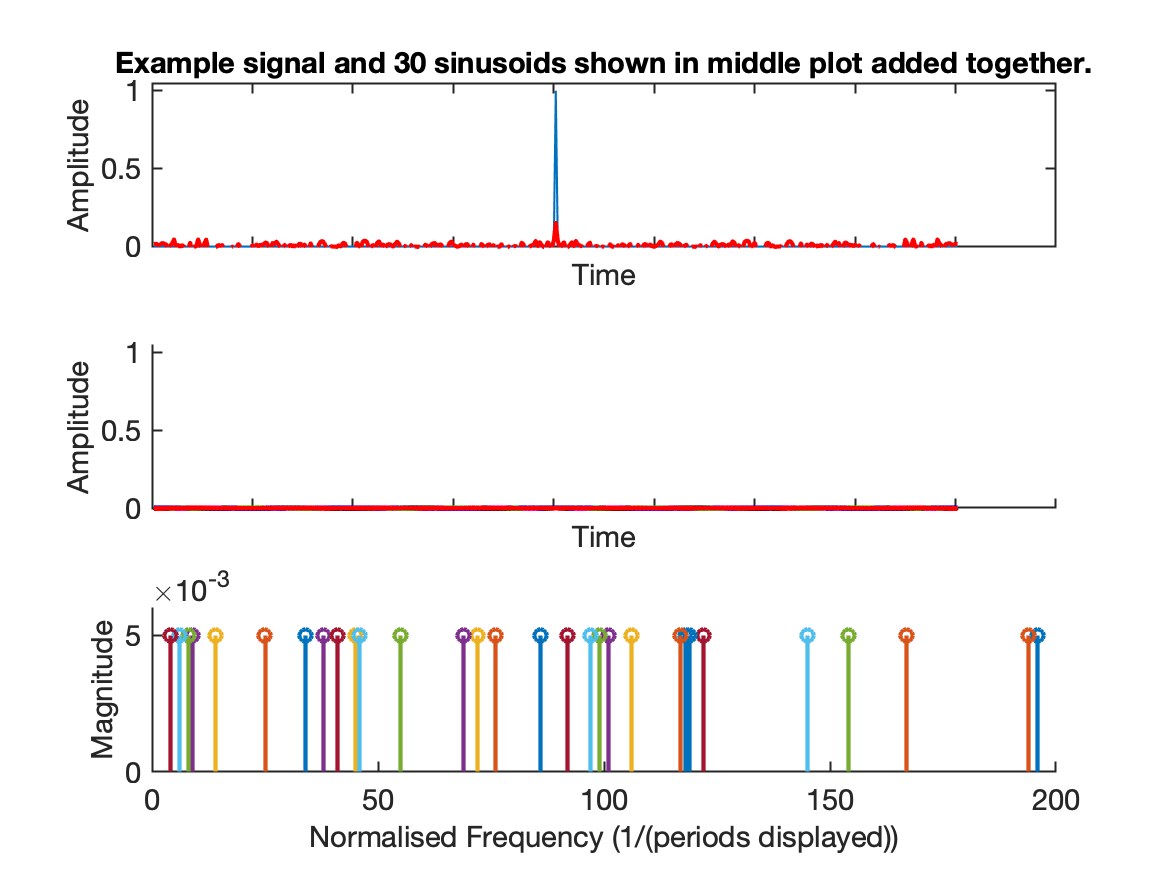 Example signal and 30 sinusoids shown in middle plot added together.
1
0.5
0
Amplitude
Time
1
0.5
0
Amplitude
Time
×10-3
5
0
Magnitude
0 50 100 150 200
Normalised Frequency (1/(periods displayed))